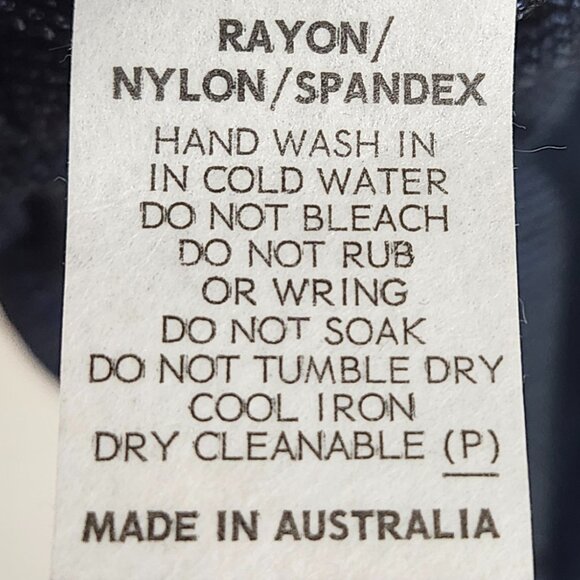 RAYON/
NYLON/SPANDEX
HAND WASH IN
IN COLD WATER
DO NOT BLEACH
DO NOT RUB
OR WRING
DO NOT SOAK
DO NOT TUMBLE DRY
COOL IRON
DRY CLEANABLE (P)
MADE IN AUSTRALIA